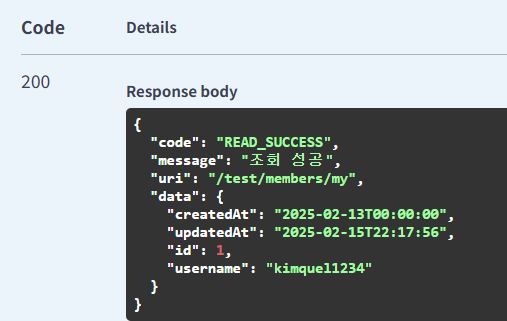 Code Details
200
Response body
{
"code": "READ_SUCCESS",
"message": "조회 성공",
"uri": "/test/members/my",
"data": {
"createdAt": "2025-02-13T00:00:00",
"updatedAt": "2025-02-15T22:17:56",
"id": 1,
"username": "kimquel1234"
}
}